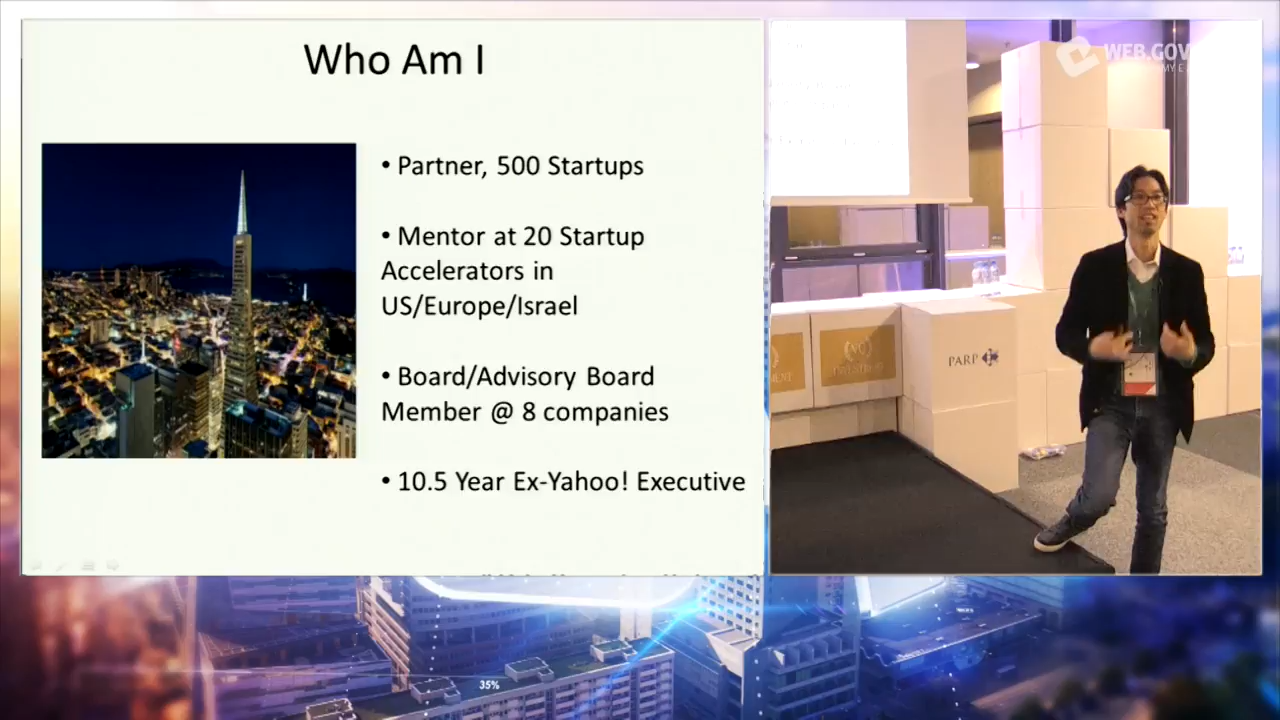 Who Am I
• Partner, 500 Startups
• Mentor at 20 Startup
Accelerators in
US/Europe/Israel
• Board/Advisory Board
Member @ 8 companies
• 10.5 Year Ex-Yahoo! Executive
WEB.GOV
PARP
35%